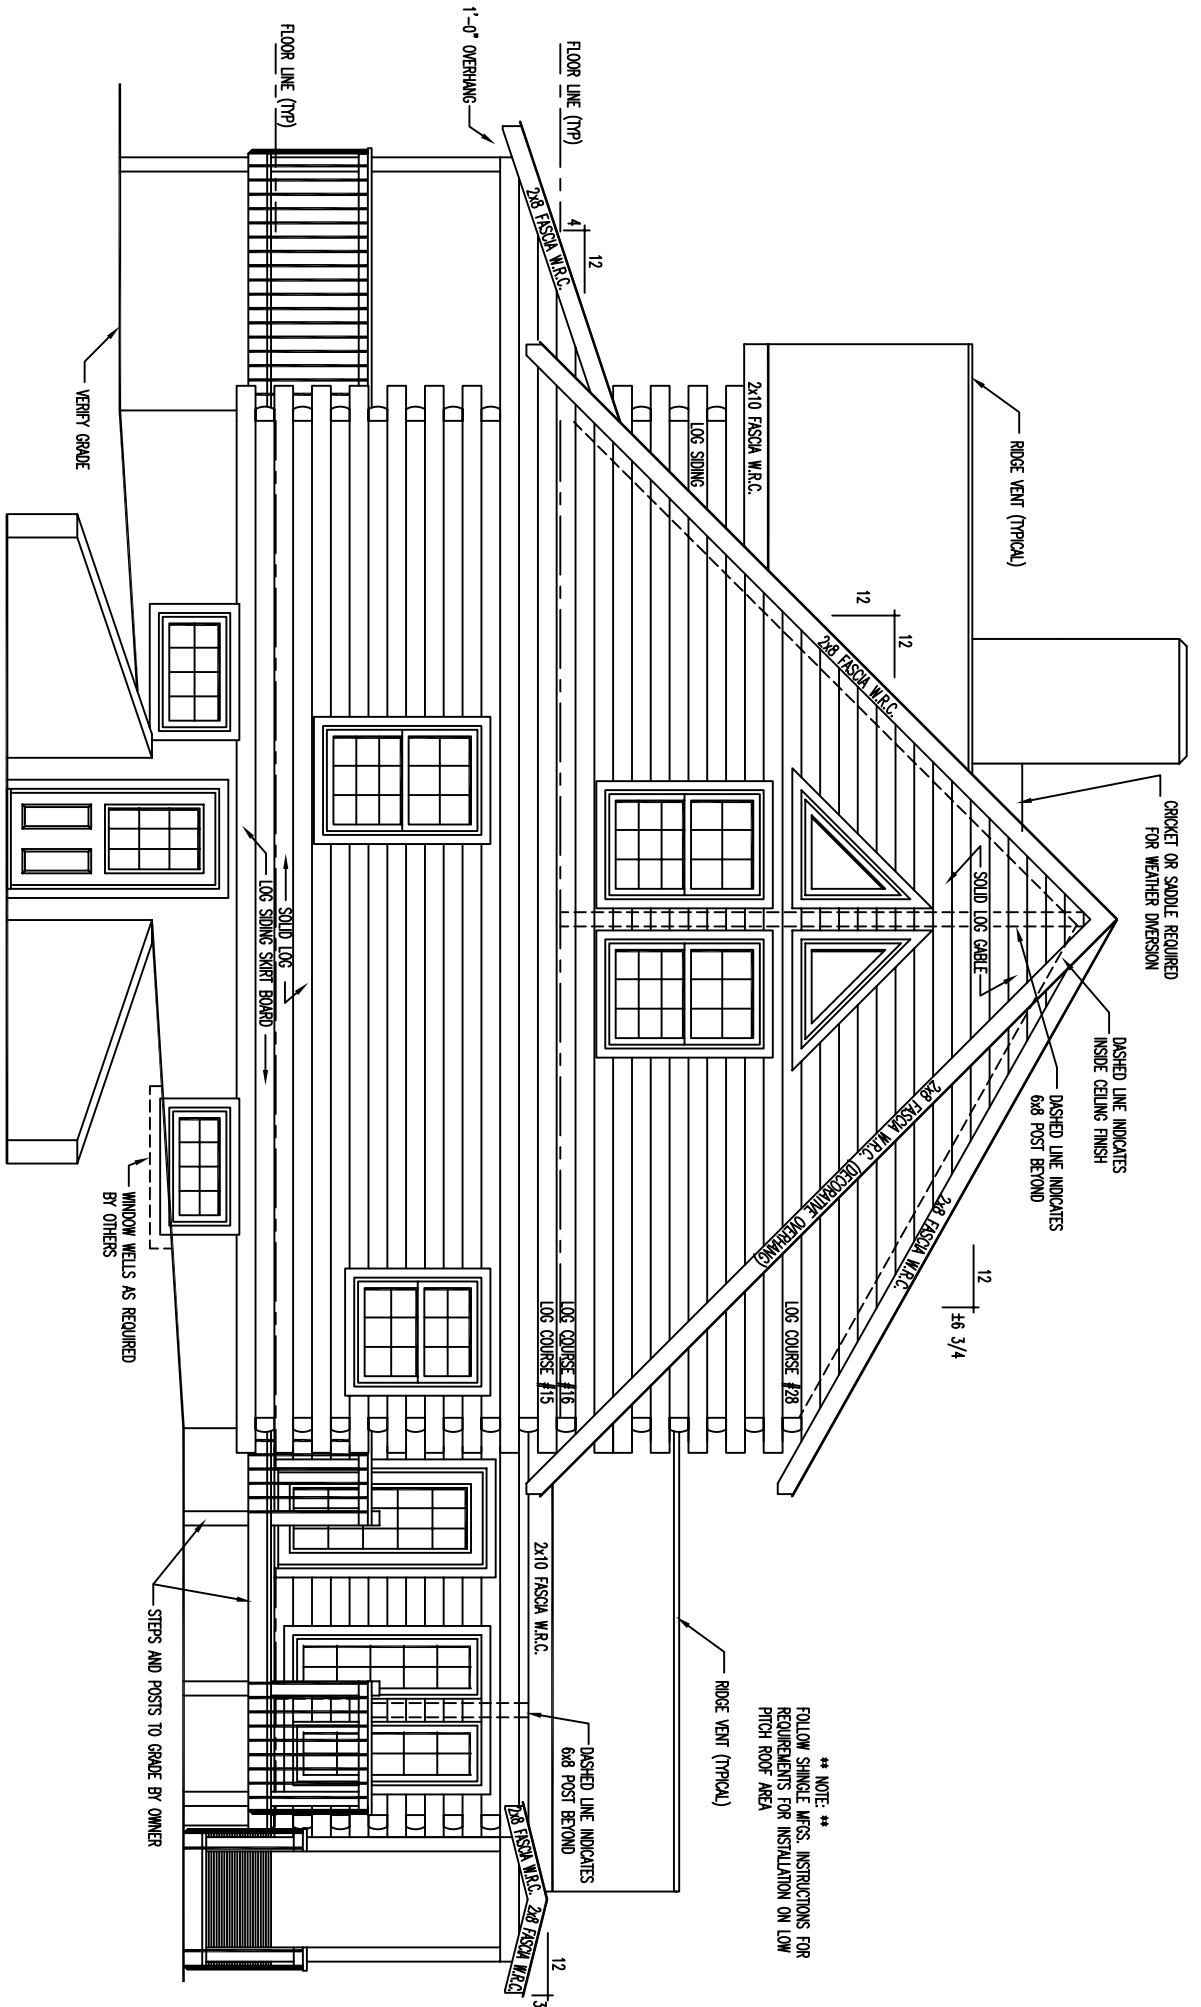 FLOOR LINE (TYP)
1'-0" OVERHANG
FLOOR LINE (TYP)
VERIFY GRADE
2x8 FASCIA W.R.C.
4
12
RIDGE VENT (TYPICAL)
2x10 FASCIA W.R.C.
LOG SIDING
12
12
2x8 FASCIA W.R.C.
CRICKET OR SADDLE REQUIRED
FOR WEATHER DIVERSION
SOLID LOG GABLE
DASHED LINE INDICATES
INSIDE CEILING FINISH
DASHED LINE INDICATES
6x8 POST BEYOND
2x8 FASCIA W.R.C. (DECORATIVE OVERHANG)
2x8 FASCIA W.R.C.
12
±6 3/4
LOG COURSE #28
LOG COURSE #16
LOG COURSE #15
SOLID LOG
LOG SIDING SKIRT BOARD
WINDOW WELLS AS REQUIRED
BY OTHERS
2x10 FASCIA W.R.C.
RIDGE VENT (TYPICAL)
STEPS AND POSTS TO GRADE BY OWNER
DASHED LINE INDICATES
6x8 POST BEYOND
2x8 FASCIA W.R.C.
2x8 FASCIA W.R.C.
12
3
** NOTE: **
FOLLOW SHINGLE MFGS. INSTRUCTIONS FOR
REQUIREMENTS FOR INSTALLATION ON LOW
PITCH ROOF AREA